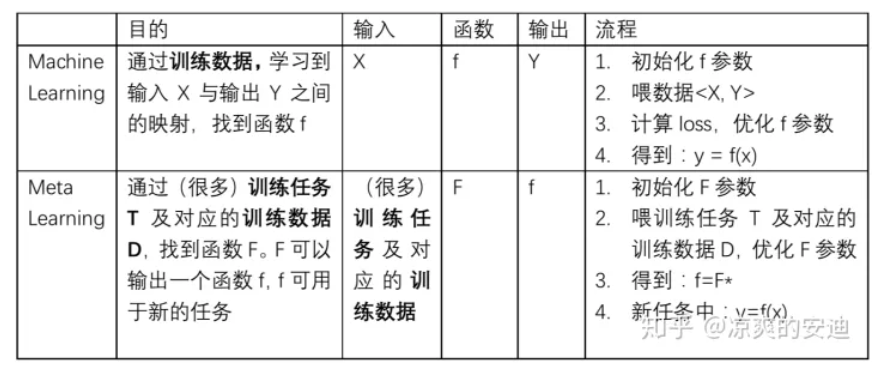 目的 输入 函数 输出 流程
Machine Learning
通过训练数据，学习到
输入 X 与输出 Y 之间
的映射，找到函数 f
X
f
Y
1. 初始化 f 参数
2. 喂数据<X, Y>
3. 计算 loss，优化 f 参数
4. 得到：y = f(x)
Meta Learning
通过（很多）训练任务
T 及对应的训练数据
D，找到函数 F。F 可以
输出一个函数 f, f 可用
于新的任务
（很多）
训练任
务及对
应的训
练数据
F
f
1. 初始化 F 参数
2. 喂训练任务 T 及对应的
训练数据 D，优化 F 参数
3. 得到：f=F*
4. 新任务中：y=f(x)
知乎 @凉爽的安迪